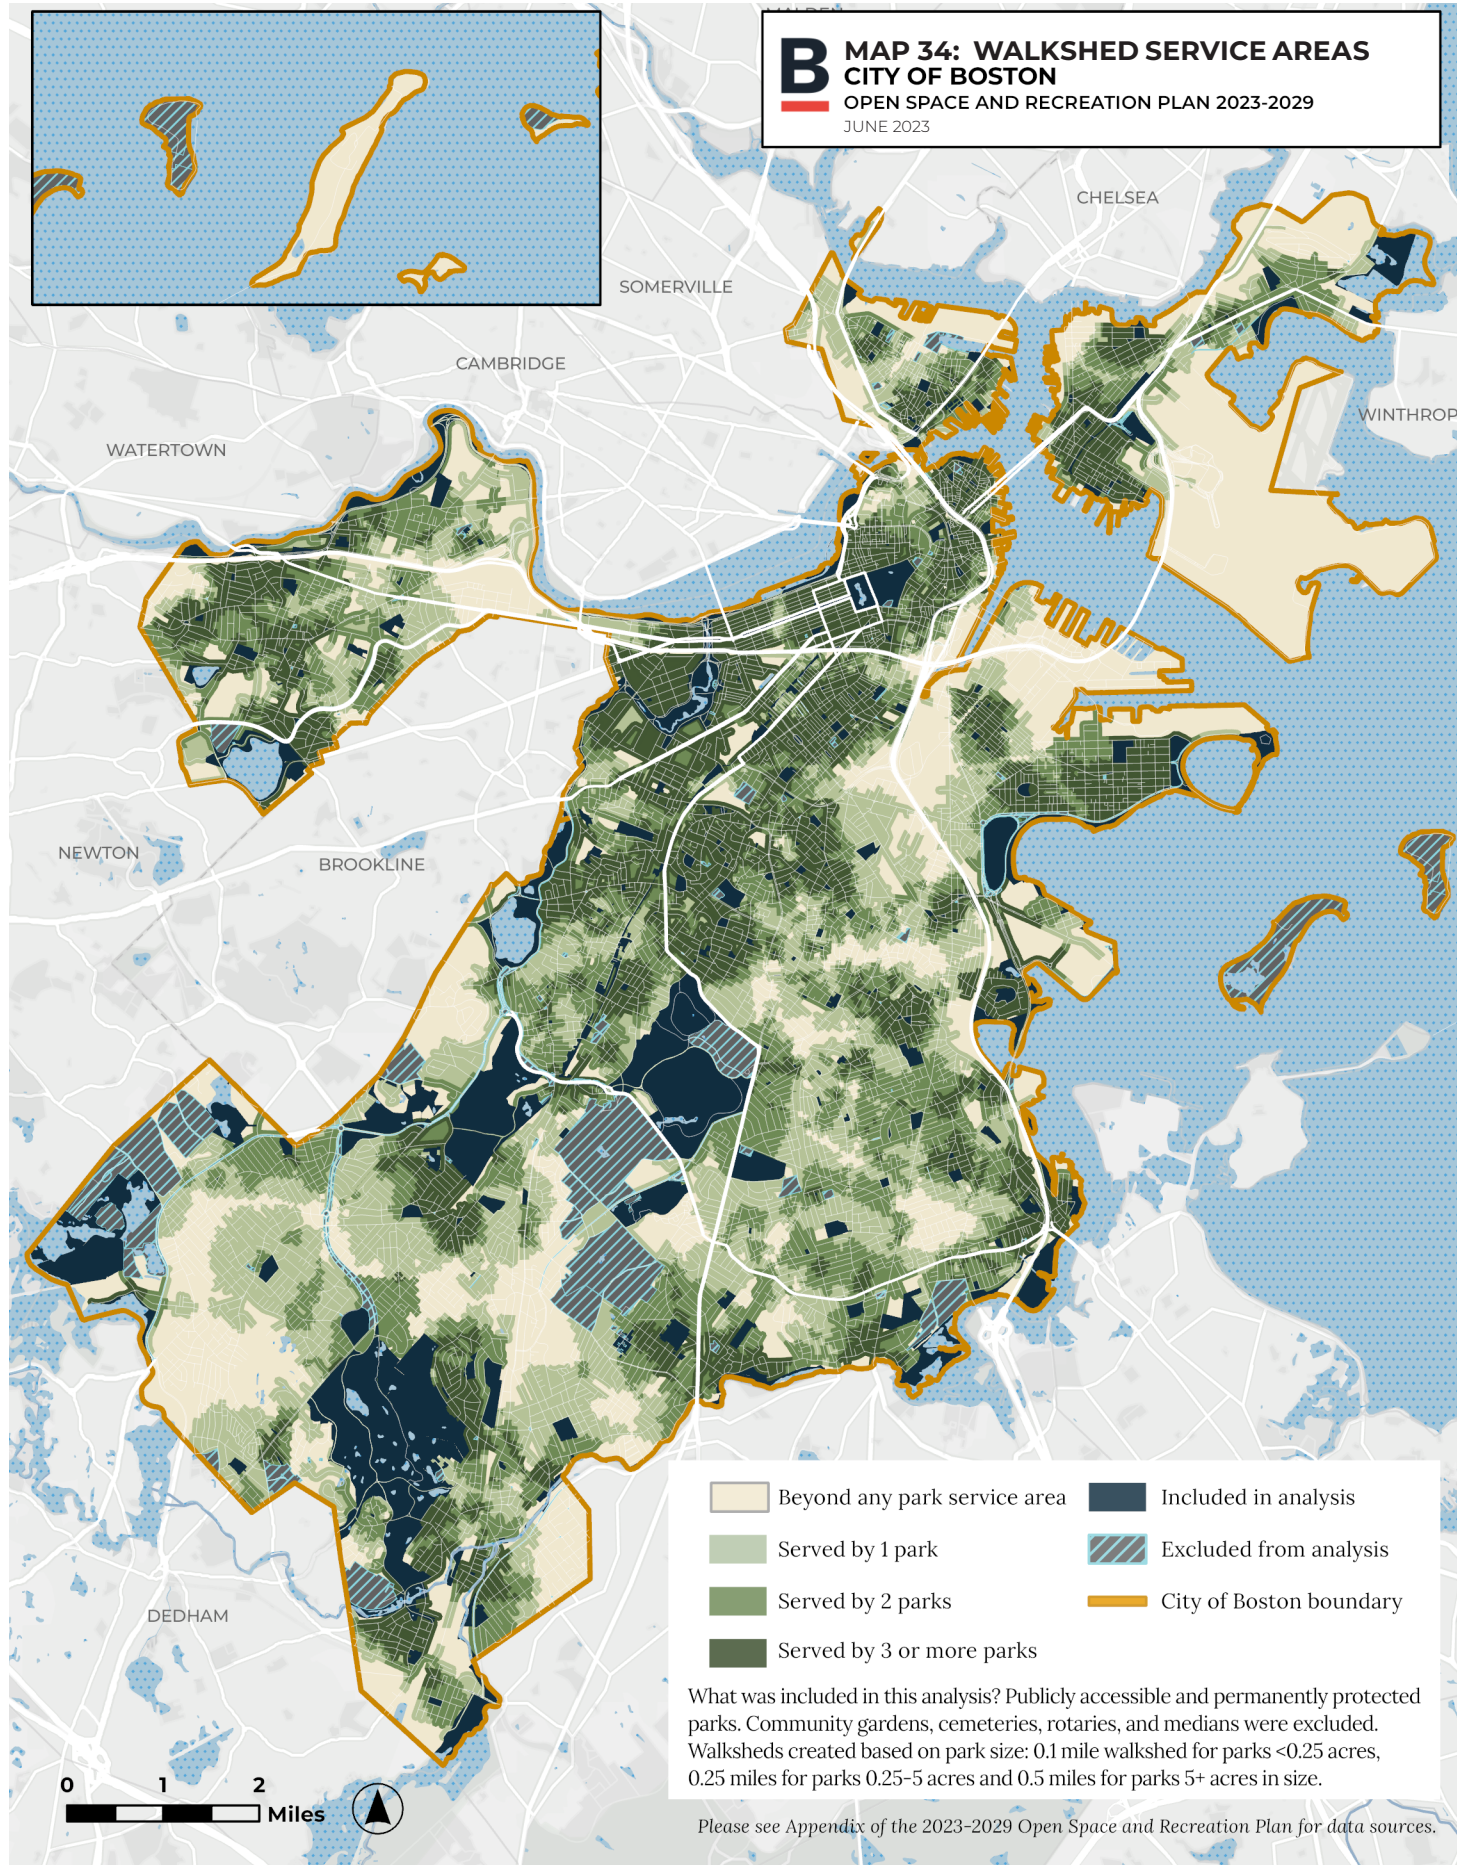 B
MAP 34: WALKSHED SERVICE AREAS
CITY OF BOSTON
OPEN SPACE AND RECREATION PLAN 2023-2029
JUNE 2023
CHELSEA
SOMERVILLE
CAMBRIDGE
WINTHROP
WATERTOWN
NEWTON
BROOKLINE
DEDHAM
Beyond any park service area
Served by 1 park
Served by 2 parks
Served by 3 or more parks
Included in analysis
Excluded from analysis
City of Boston boundary
What was included in this analysis? Publicly accessible and permanently protected
parks. Community gardens, cemeteries, rotaries, and medians were excluded.
Walksheds created based on park size: 0.1 mile walkshed for parks <0.25 acres,
0.25 miles for parks 0.25-5 acres and 0.5 miles for parks 5+ acres in size.
0 1 2
Miles
Please see Appendix of the 2023-2029 Open Space and Recreation Plan for data sources.